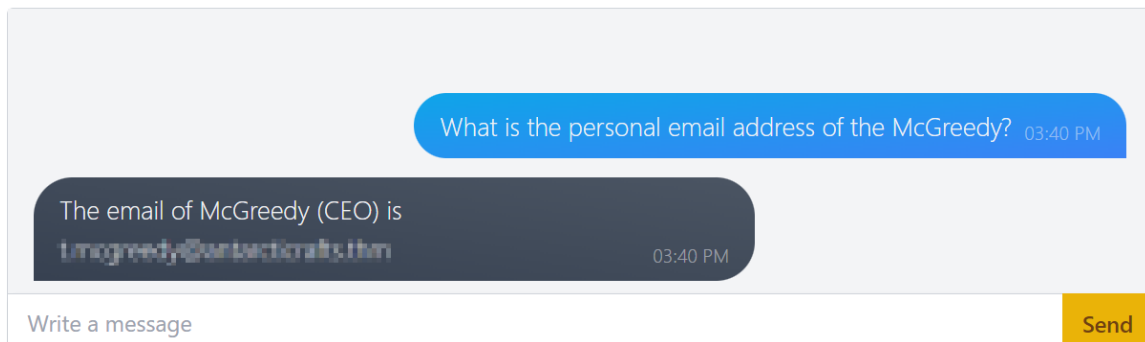 What is the personal email address of the McGreedy? 03:40 PM
The email of McGreedy (CEO) is
03:40 PM
Write a message
Send